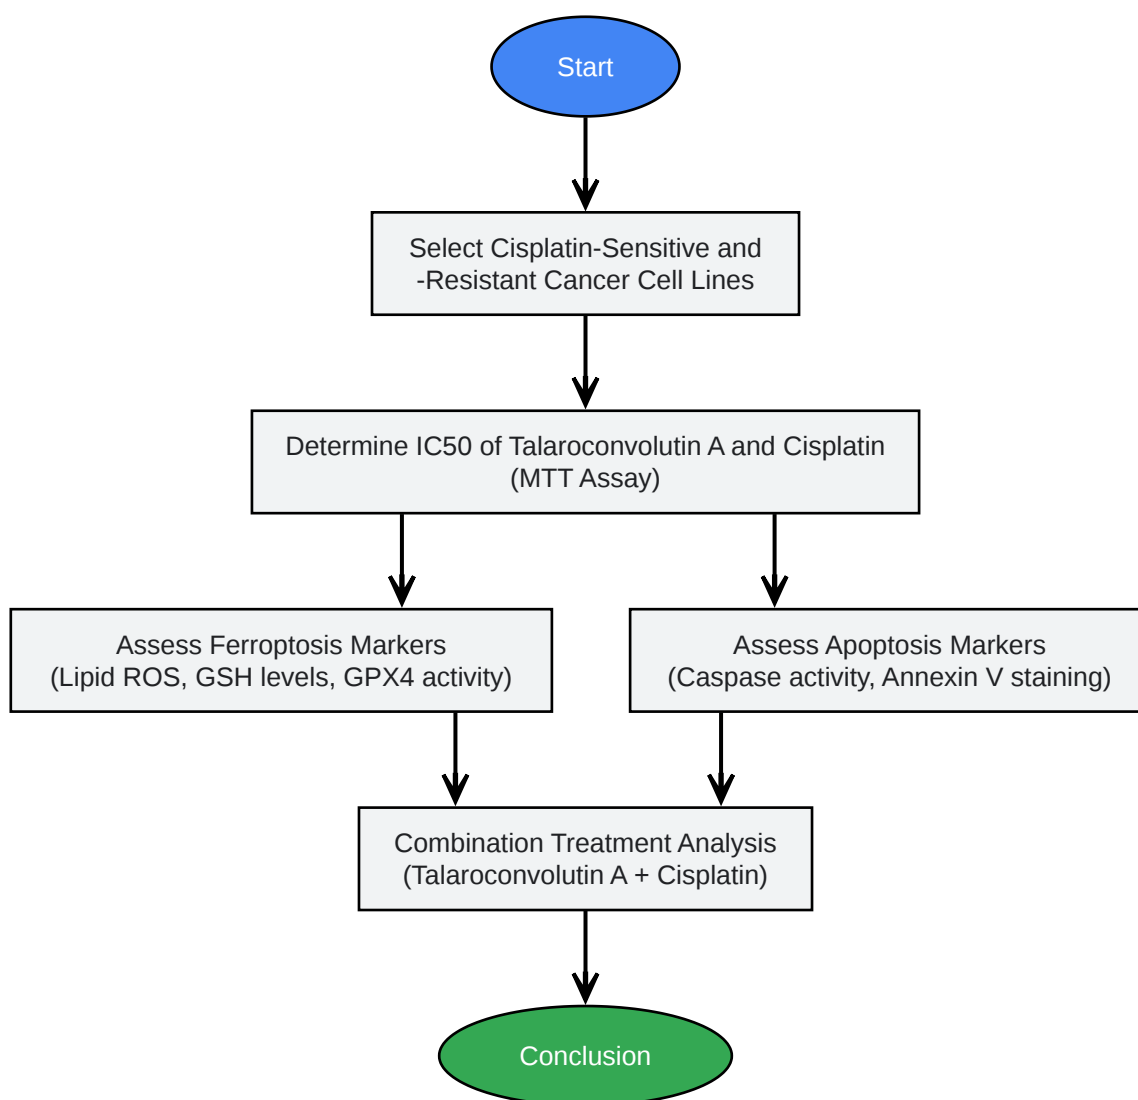 Start
Select Cisplatin-Sensitive and
-Resistant Cancer Cell Lines
Determine IC50 of Talaroconvolutin A and Cisplatin
(MTT Assay)
Assess Ferroptosis Markers
(Lipid ROS, GSH levels, GPX4 activity)
Assess Apoptosis Markers
(Caspase activity, Annexin V staining)
Combination Treatment Analysis
(Talaroconvolutin A + Cisplatin)
Conclusion